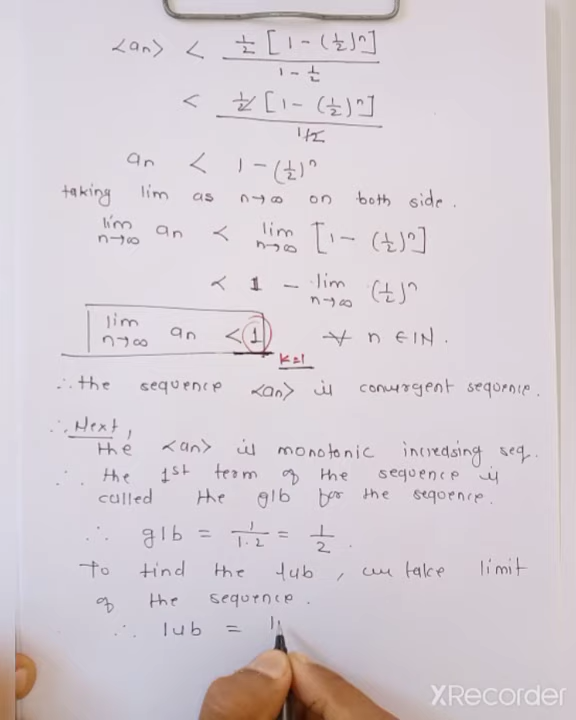 <an> < 1/2 [1 - (1/2)^n] / 1 - 1/2
< 1/2 [1 - (1/2)^n] / 1/2
an < 1 - (1/2)^n
taking lim as n→∞ on both side.
lim n→∞ an < lim n→∞ [1 - (1/2)^n]
< 1 - lim n→∞ (1/2)^n
lim n→∞ an < 1 ∀ n ∈ IN.
k=1
∴ the sequence <an> is convergent sequence.
∴ Next,
the <an> is monotonic increasing seq.
∴ the 1st term of the sequence is
called the glb for the sequence.
∴ glb = 1/1.2 = 1/2.
To find the lub, we take limit
of the sequence.
∴ lub = li
XRecorder